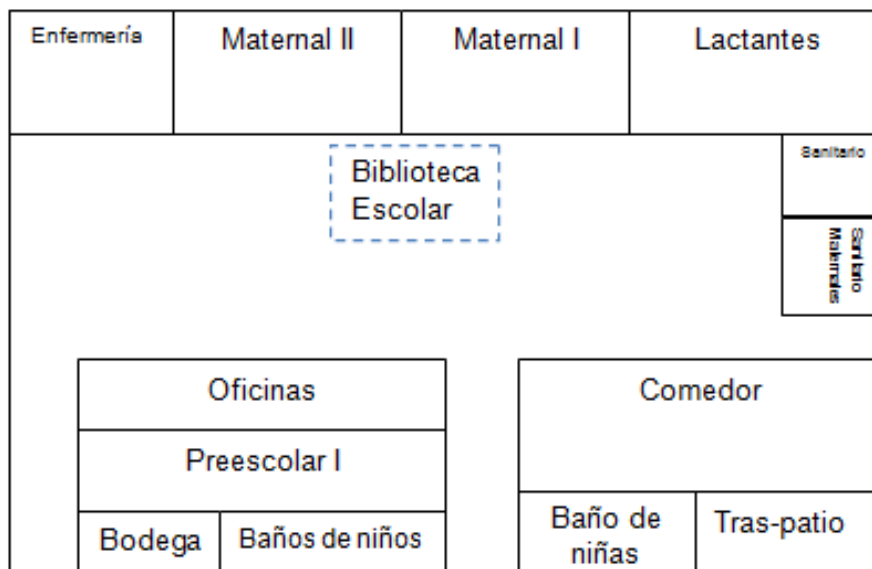 Enfermería
Maternal II
Maternal I
Lactantes
Biblioteca
Escolar
Sanitario
Sanitario
Maternales
Oficinas
Comedor
Preescolar I
Bodega
Baños de niños
Baño de
niñas
Tras-patio